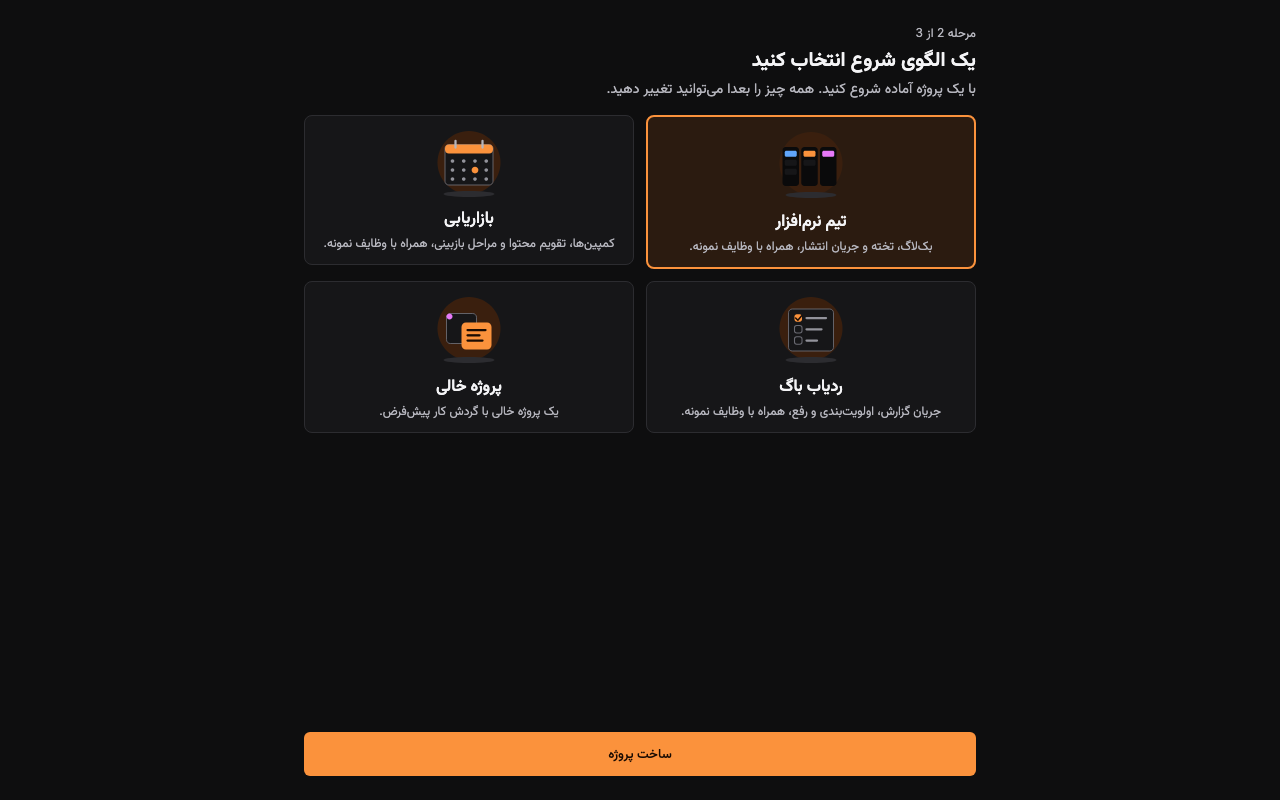 مرحله 2 از 3
یک الگوی شروع انتخاب کنید
با یک پروژه آماده شروع کنید. همه چیز را بعدا می‌توانید تغییر دهید.
تیم نرم‌افزار
بک‌لاگ، تخته و جریان انتشار، همراه با وظایف نمونه.
بازاریابی
کمپین‌ها، تقویم محتوا و مراحل بازبینی، همراه با وظایف نمونه.
ردیاب باگ
جریان گزارش، اولویت‌بندی و رفع، همراه با وظایف نمونه.
پروژه خالی
یک پروژه خالی با گردش کار پیش‌فرض.
ساخت پروژه